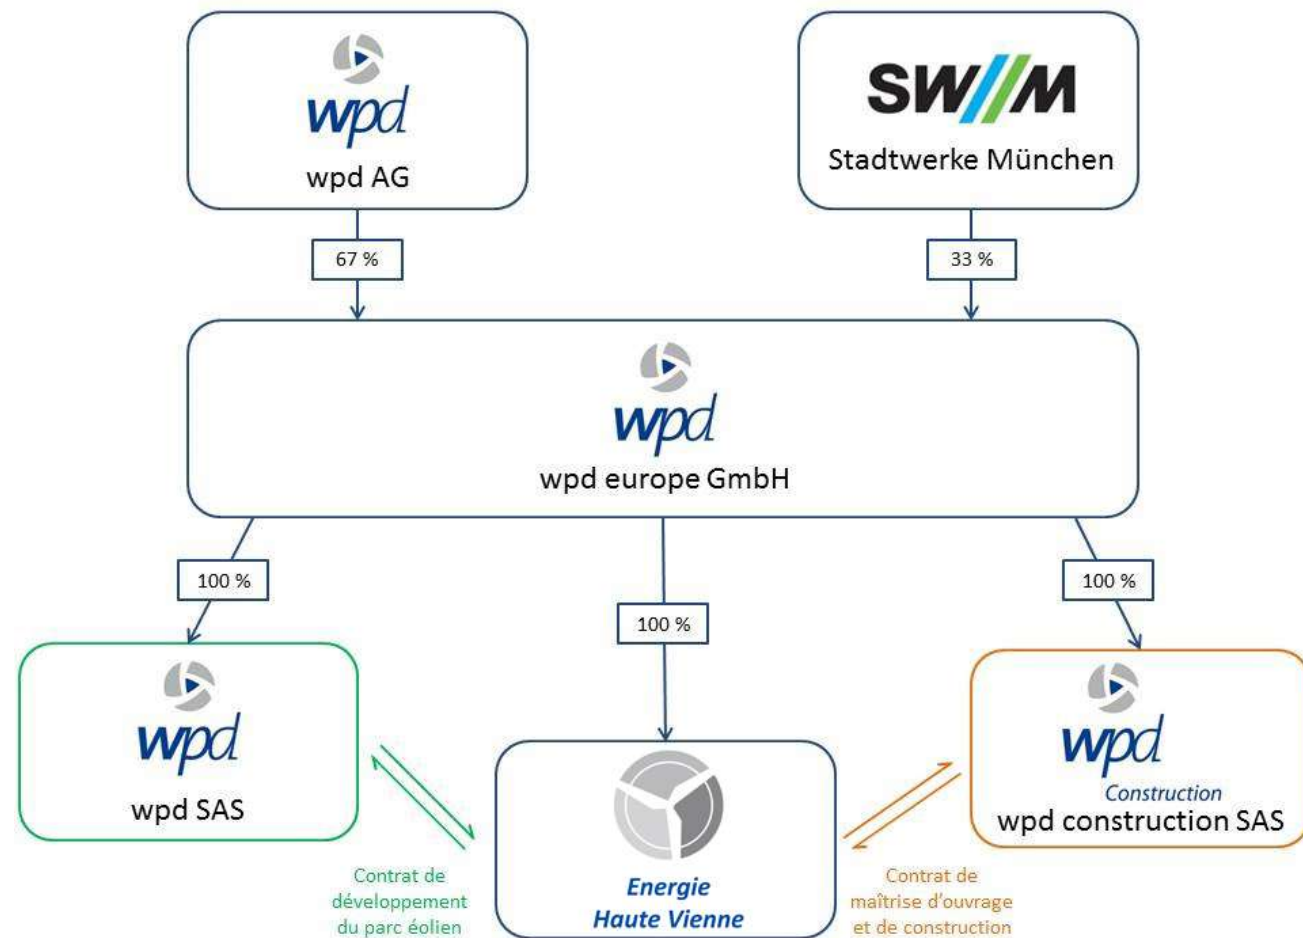 wpd
wpd AG
SW//M
Stadtwerke München
67 %
33 %
wpd
wpd europe GmbH
100 %
100 %
100 %
wpd
wpd SAS
wpd
Construction
wpd construction SAS
Contrat de
développement
du parc éolien
Energie
Haute Vienne
Contrat de
maîtrise d'ouvrage
et de construction